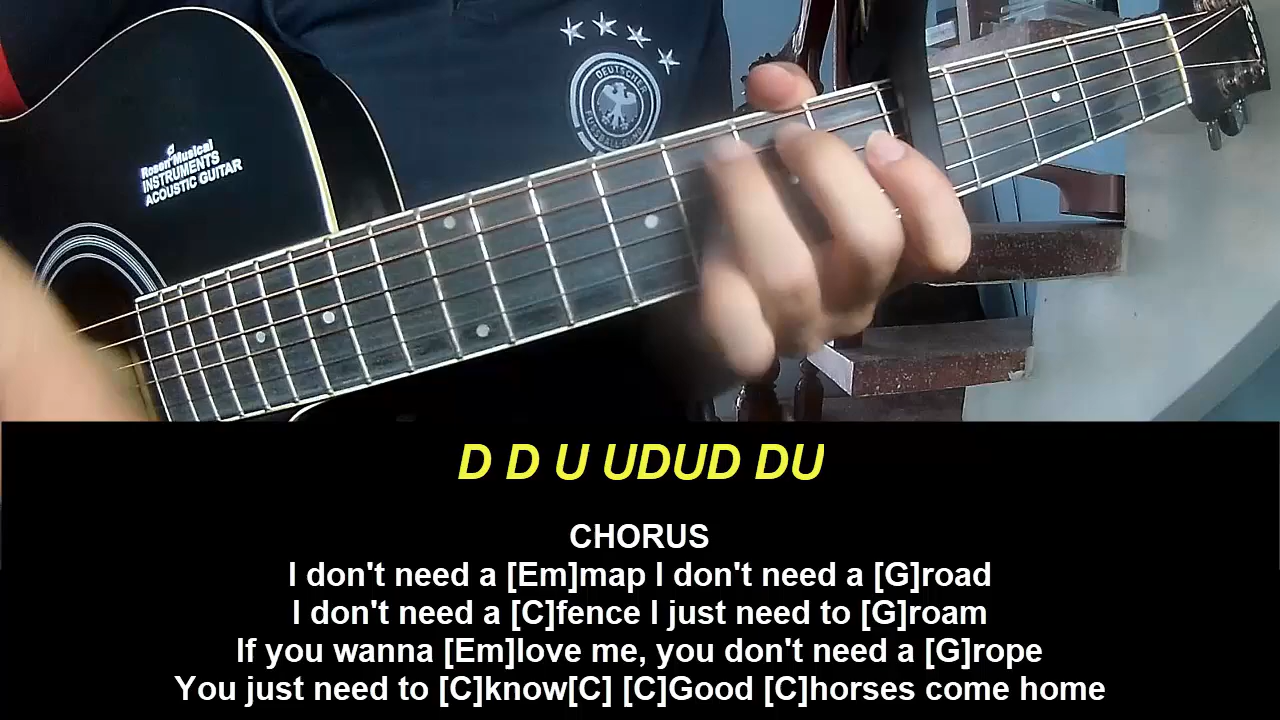 DEUTSCHER
FUSSBALL-BUND
Rosen Musical
INSTRUMENTS
ACOUSTIC GUITAR
D D U UDUD DU
CHORUS
I don't need a [Em]map I don't need a [G]road
I don't need a [C]fence I just need to [G]roam
If you wanna [Em]love me, you don't need a [G]rope
You just need to [C]know[C] [C]Good [C]horses come home